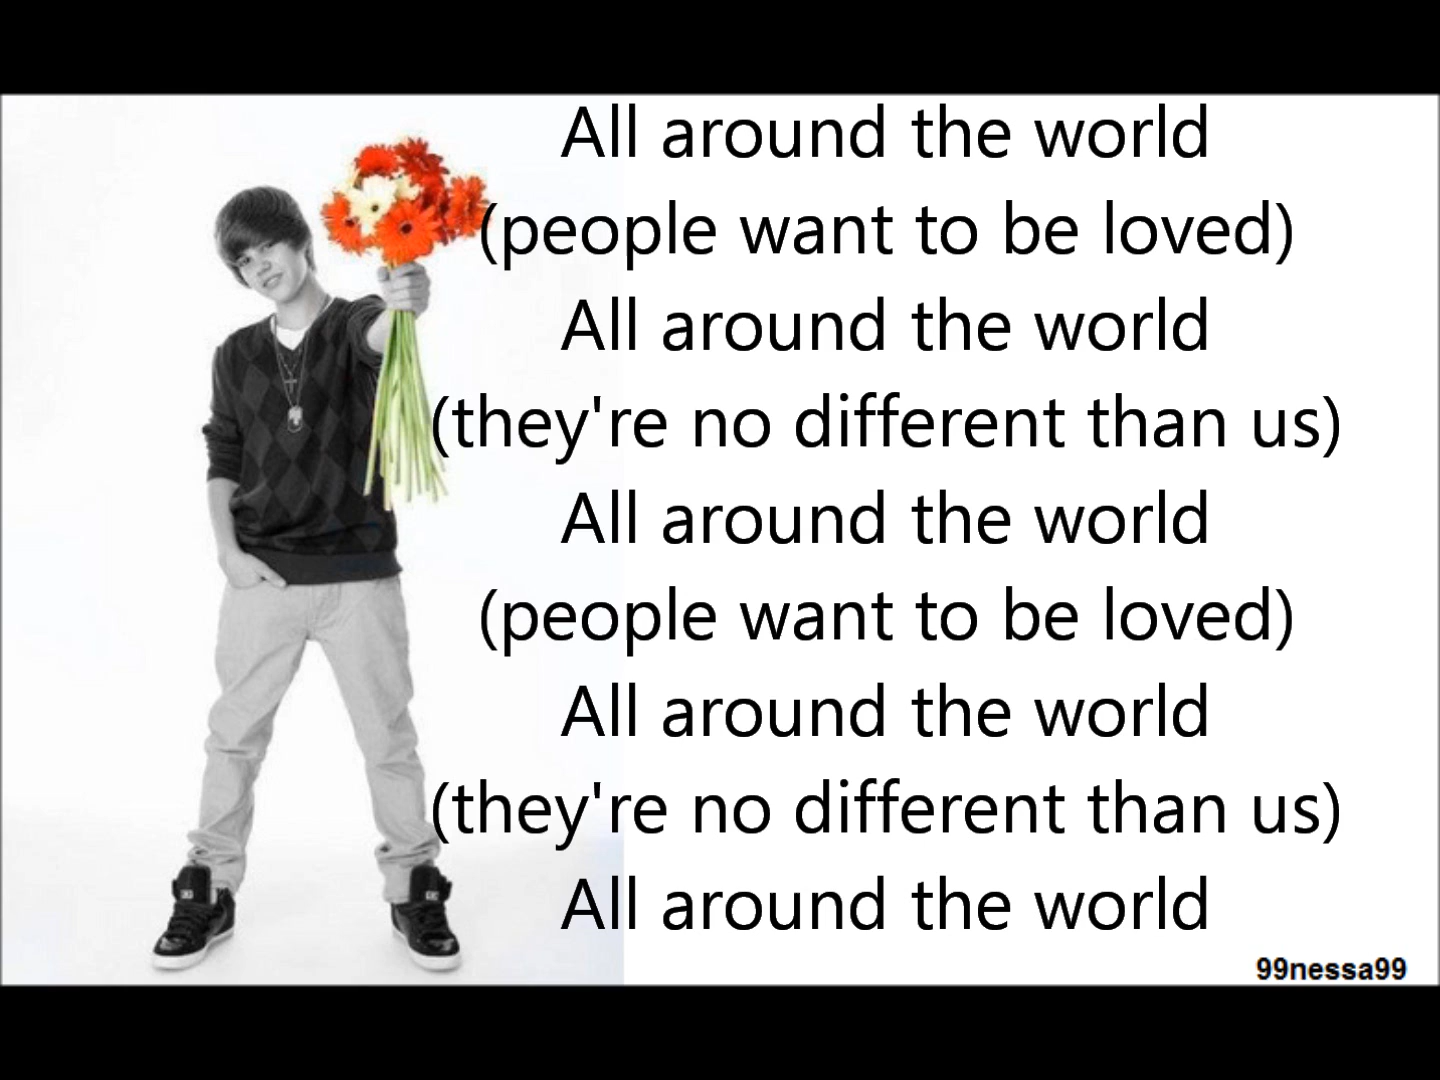 All around the world
(people want to be loved)
All around the world
(they're no different than us)
All around the world
(people want to be loved)
All around the world
(they're no different than us)
All around the world
99nessa99